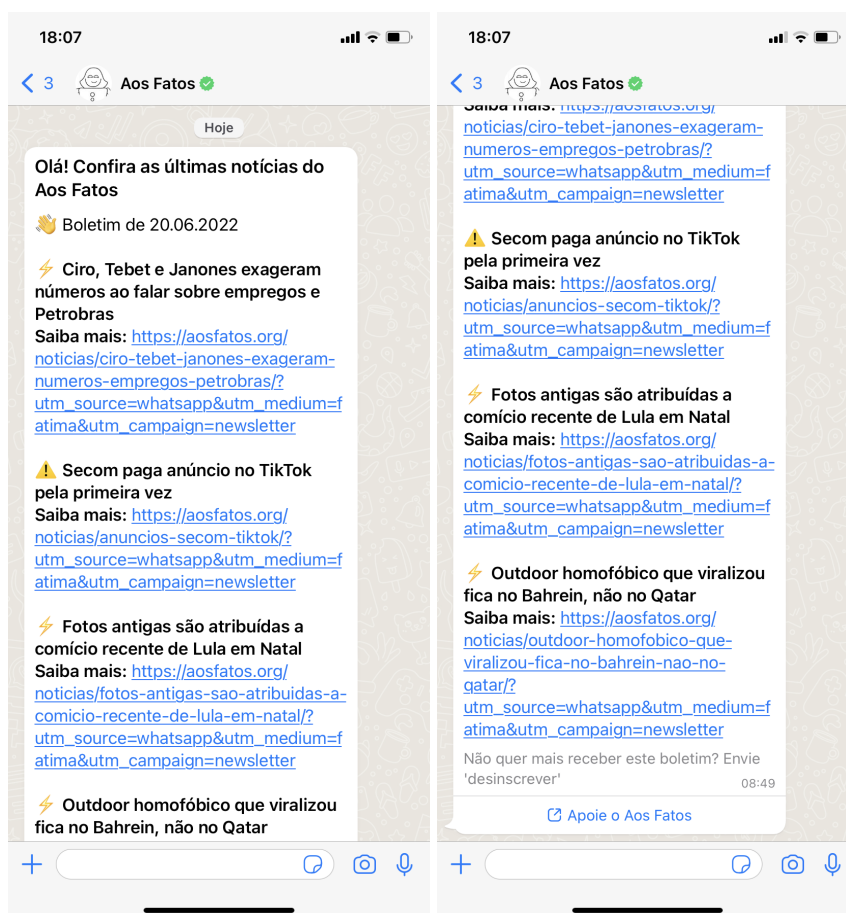 18:07
3
Aos Fatos
Hoje
Olá! Confira as últimas notícias do
Aos Fatos
👋 Boletim de 20.06.2022
⚡ Ciro, Tebet e Janones exageram
números ao falar sobre empregos e
Petrobras
Saiba mais: https://aosfatos.org/
noticias/ciro-tebet-janones-exageram-
numeros-empregos-petrobras/?
utm_source=whatsapp&utm_medium=f
atima&utm_campaign=newsletter
⚠️ Secom paga anúncio no TikTok
pela primeira vez
Saiba mais: https://aosfatos.org/
noticias/anuncios-secom-tiktok/?
utm_source=whatsapp&utm_medium=f
atima&utm_campaign=newsletter
⚡ Fotos antigas são atribuídas a
comício recente de Lula em Natal
Saiba mais: https://aosfatos.org/
noticias/fotos-antigas-sao-atribuidas-a-
comicio-recente-de-lula-em-natal/?
utm_source=whatsapp&utm_medium=f
atima&utm_campaign=newsletter
⚡ Outdoor homofóbico que viralizou
fica no Bahrein, não no Qatar
18:07
3
Aos Fatos
Saiba mais: https://aosfatos.org/
noticias/ciro-tebet-janones-exageram-
numeros-empregos-petrobras/?
utm_source=whatsapp&utm_medium=f
atima&utm_campaign=newsletter
⚠️ Secom paga anúncio no TikTok
pela primeira vez
Saiba mais: https://aosfatos.org/
noticias/anuncios-secom-tiktok/?
utm_source=whatsapp&utm_medium=f
atima&utm_campaign=newsletter
⚡ Fotos antigas são atribuídas a
comício recente de Lula em Natal
Saiba mais: https://aosfatos.org/
noticias/fotos-antigas-sao-atribuidas-a-
comicio-recente-de-lula-em-natal/?
utm_source=whatsapp&utm_medium=f
atima&utm_campaign=newsletter
⚡ Outdoor homofóbico que viralizou
fica no Bahrein, não no Qatar
Saiba mais: https://aosfatos.org/
noticias/outdoor-homofobico-que-
viralizou-fica-no-bahrein-nao-no-
qatar/?
utm_source=whatsapp&utm_medium=f
atima&utm_campaign=newsletter
Não quer mais receber este boletim? Envie
'desinscrever'
08:49
Apoie o Aos Fatos